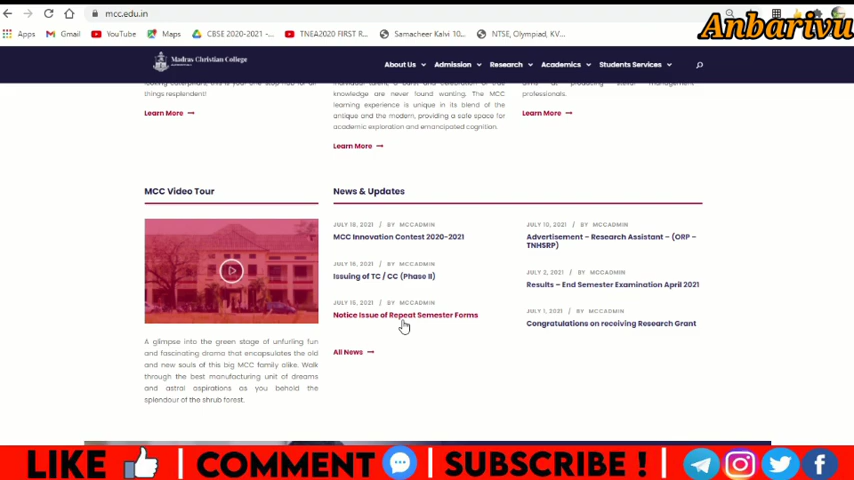 mcc.edu.in
Anbarivu
Apps Gmail YouTube Maps CBSE 2020-2021 -... TNEA2020 FIRST R... Samacheer Kalvi 10... NTSE, Olympiad, KV...
Madras Christian College
About Us Admission Research Academics Students Services
things resplendent!
Learn More →
knowledge are never found wanting. The MCC
learning experience is unique in its blend of the
antique and the modern, providing a safe space for
academic exploration and emancipated cognition.
Learn More →
professionals.
Learn More →
MCC Video Tour
A glimpse into the green stage of unfurling fun
and fascinating drama that encapsulates the old
and new souls of this big MCC family alike. Walk
through the best manufacturing unit of dreams
and astral aspirations as you behold the
splendour of the shrub forest.
News & Updates
JULY 19, 2021 / BY MCCADMIN
MCC Innovation Contest 2020-2021
JULY 16, 2021 / BY MCCADMIN
Issuing of TC / CC (Phase II)
JULY 15, 2021 / BY MCCADMIN
Notice Issue of Repeat Semester Forms
All News →
JULY 10, 2021 / BY MCCADMIN
Advertisement – Research Assistant – (ORP –
TNHSRP)
JULY 2, 2021 / BY MCCADMIN
Results – End Semester Examination April 2021
JULY 1, 2021 / BY MCCADMIN
Congratulations on receiving Research Grant
LIKE | COMMENT | SUBSCRIBE ! |